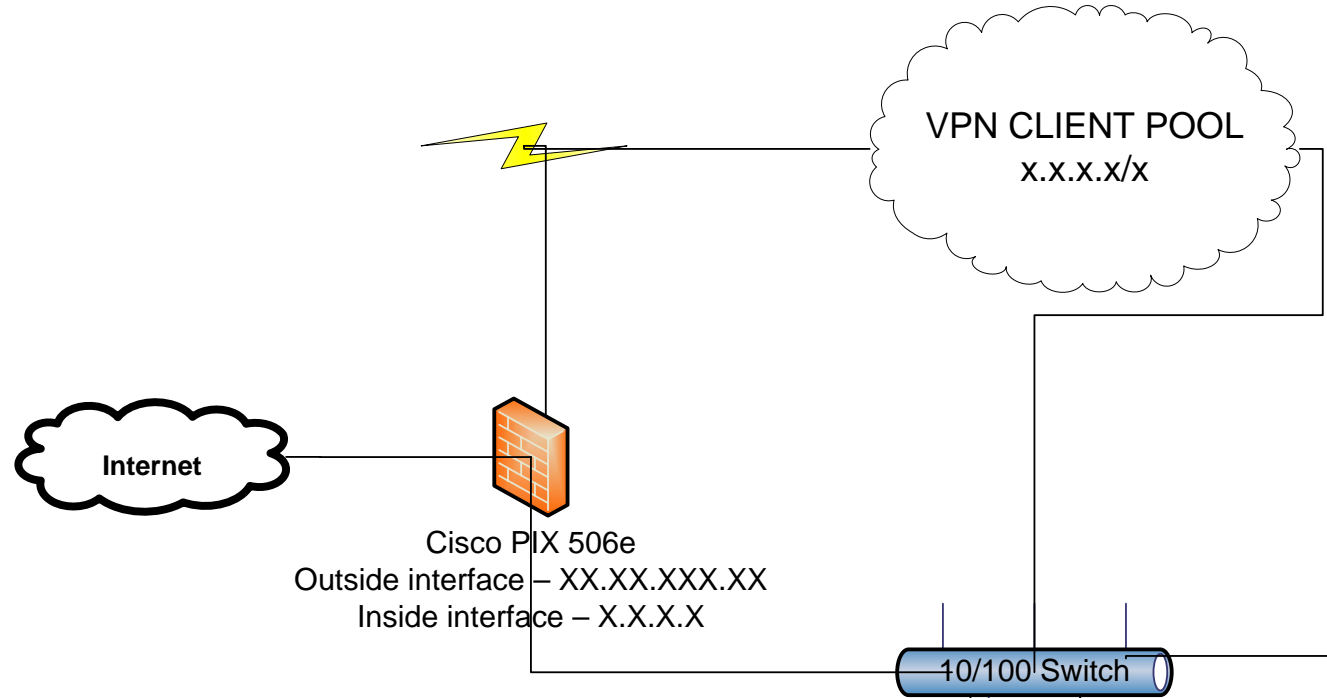 VPN CLIENT POOL
x.x.x.x/x
Internet
Cisco PIX 506e
Outside interface – XX.XX.XXX.XX
Inside interface – X.X.X.X
10/100 Switch